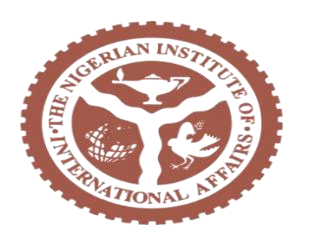 ·THE NIGERIAN INSTITUTE OF·
INTERNATIONAL AFFAIRS·